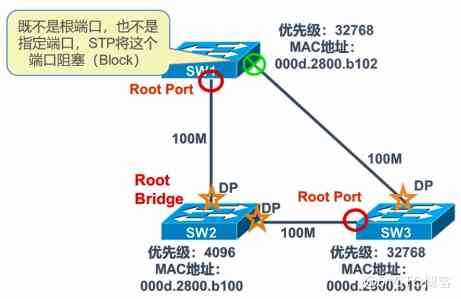 既不是根端口，也不是
指定端口，STP将这个
端口阻塞（Block）
优先级：32768
MAC地址：
000d.2800.b102
SW1
Root Port
100M
100M
Root
Bridge
DP
DP
Root Port
DP
SW2
100M
SW3
优先级：4096
MAC地址：
000d.2800.b100
优先级：32768
MAC地址：
000d.2800.b101